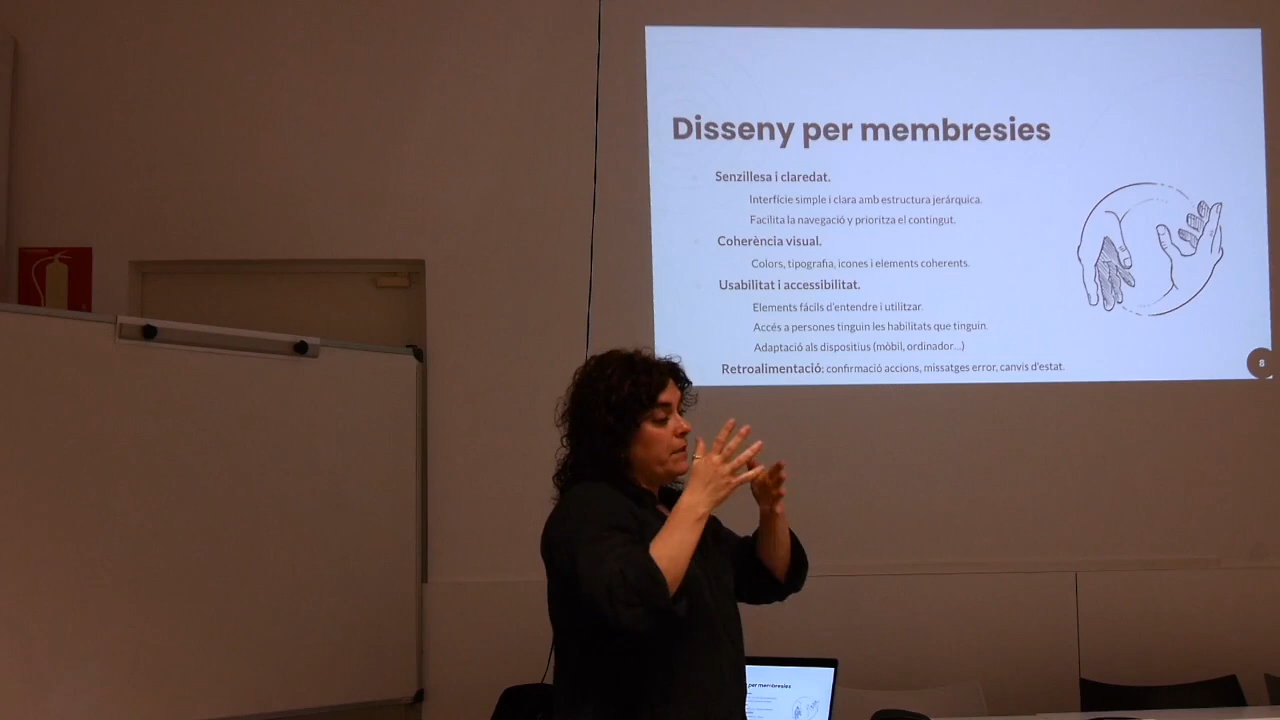 Disseny per membresies
Senzillesa i claredat.
Interfície simple i clara amb estructura jerárquica.
Facilita la navegació y prioritza el contingut.
Coherència visual.
Colors, tipografia, icones i elements coherents.
Usabilitat i accessibilitat.
Elements fácils d'entendre i utilitzar.
Accés a persones tinguin les habilitats que tinguin.
Adaptació als dispositius (mòbil, ordinador...)
Retroalimentació: confirmació accions, missatges error, canvis d'estat.
8
per membresies